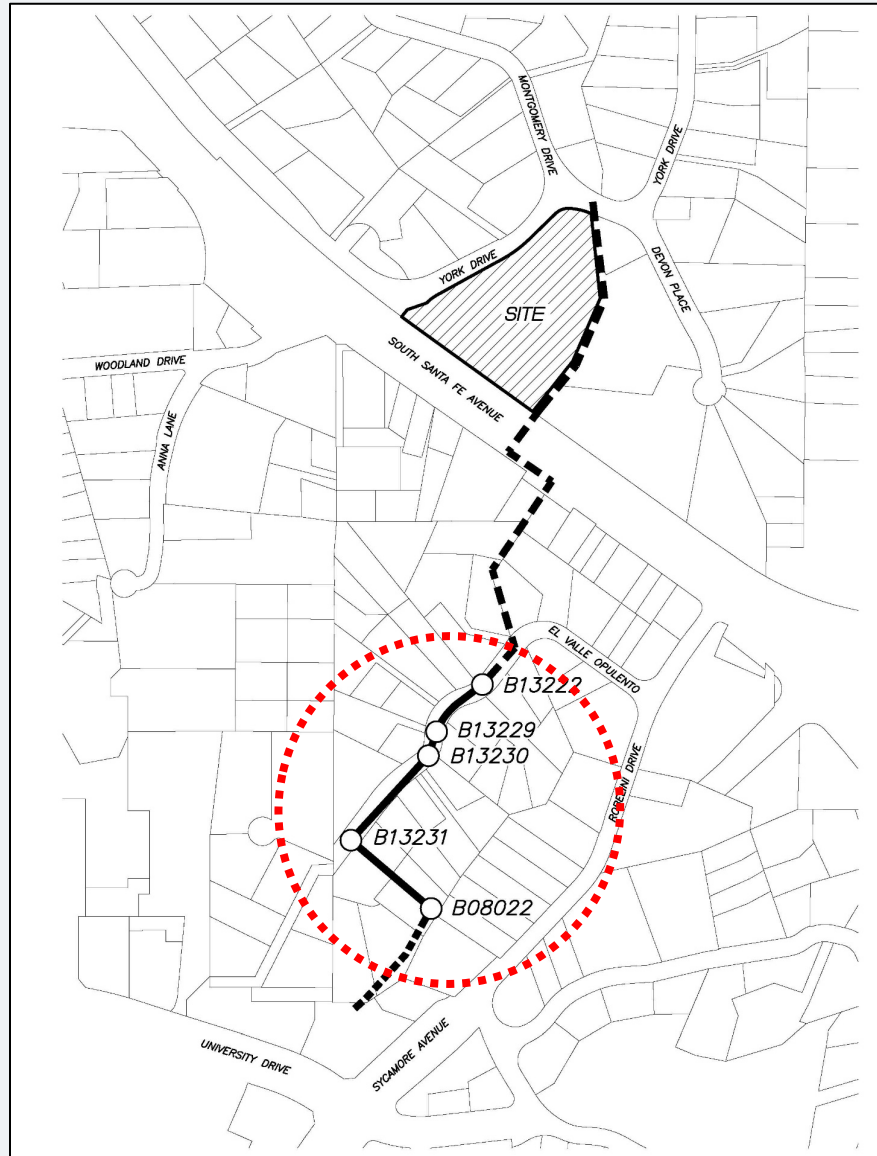 MONTGOMERY DRIVE
YORK DRIVE
YORK DRIVE
DEVON PLACE
SITE
SOUTH SANTA FE AVENUE
WOODLAND DRIVE
ANNA LANE
EL VALLE OPULENTO
B13222
B13229
B13230
ROBELINI DRIVE
B13231
B08022
UNIVERSITY DRIVE
SYCAMORE AVENUE